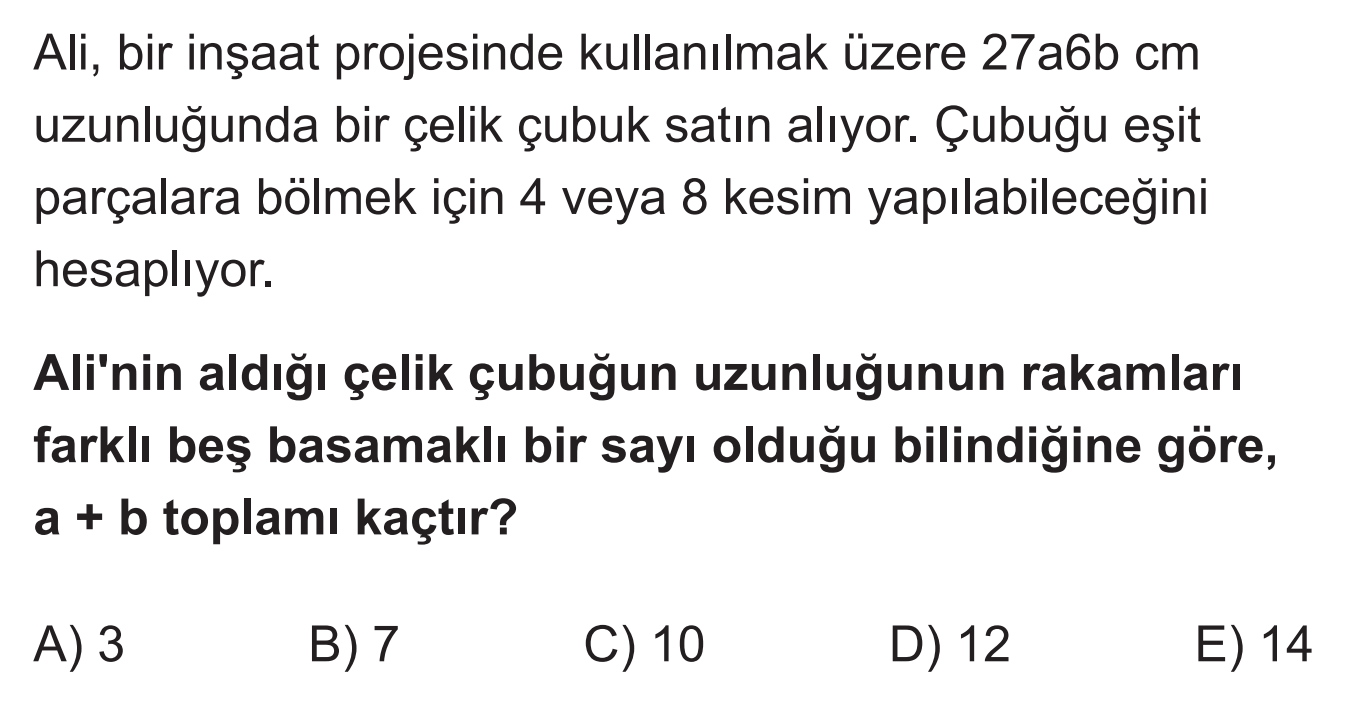 Ali, bir inşaat projesinde kullanılmak üzere 27a6b cm
uzunluğunda bir çelik çubuk satın alıyor. Çubuğu eşit
parçalara bölmek için 4 veya 8 kesim yapılabileceğini
hesaplıyor.
Ali'nin aldığı çelik çubuğun uzunluğunun rakamları
farklı beş basamaklı bir sayı olduğu bilindiğine göre,
a + b toplamı kaçtır?
A) 3 B) 7 C) 10 D) 12 E) 14